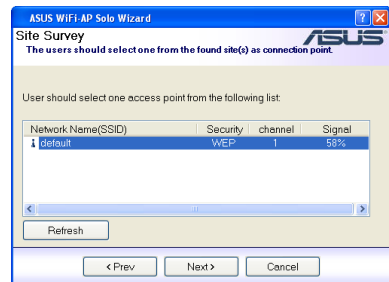 ASUS WiFi-AP Solo Wizard
Site Survey
The users should select one from the found site(s) as connection point.
ASUS
User should select one access point from the following list:
Network Name(SSID) Security channel Signal
default WEP 1 58%
Refresh
< Prev Next > Cancel